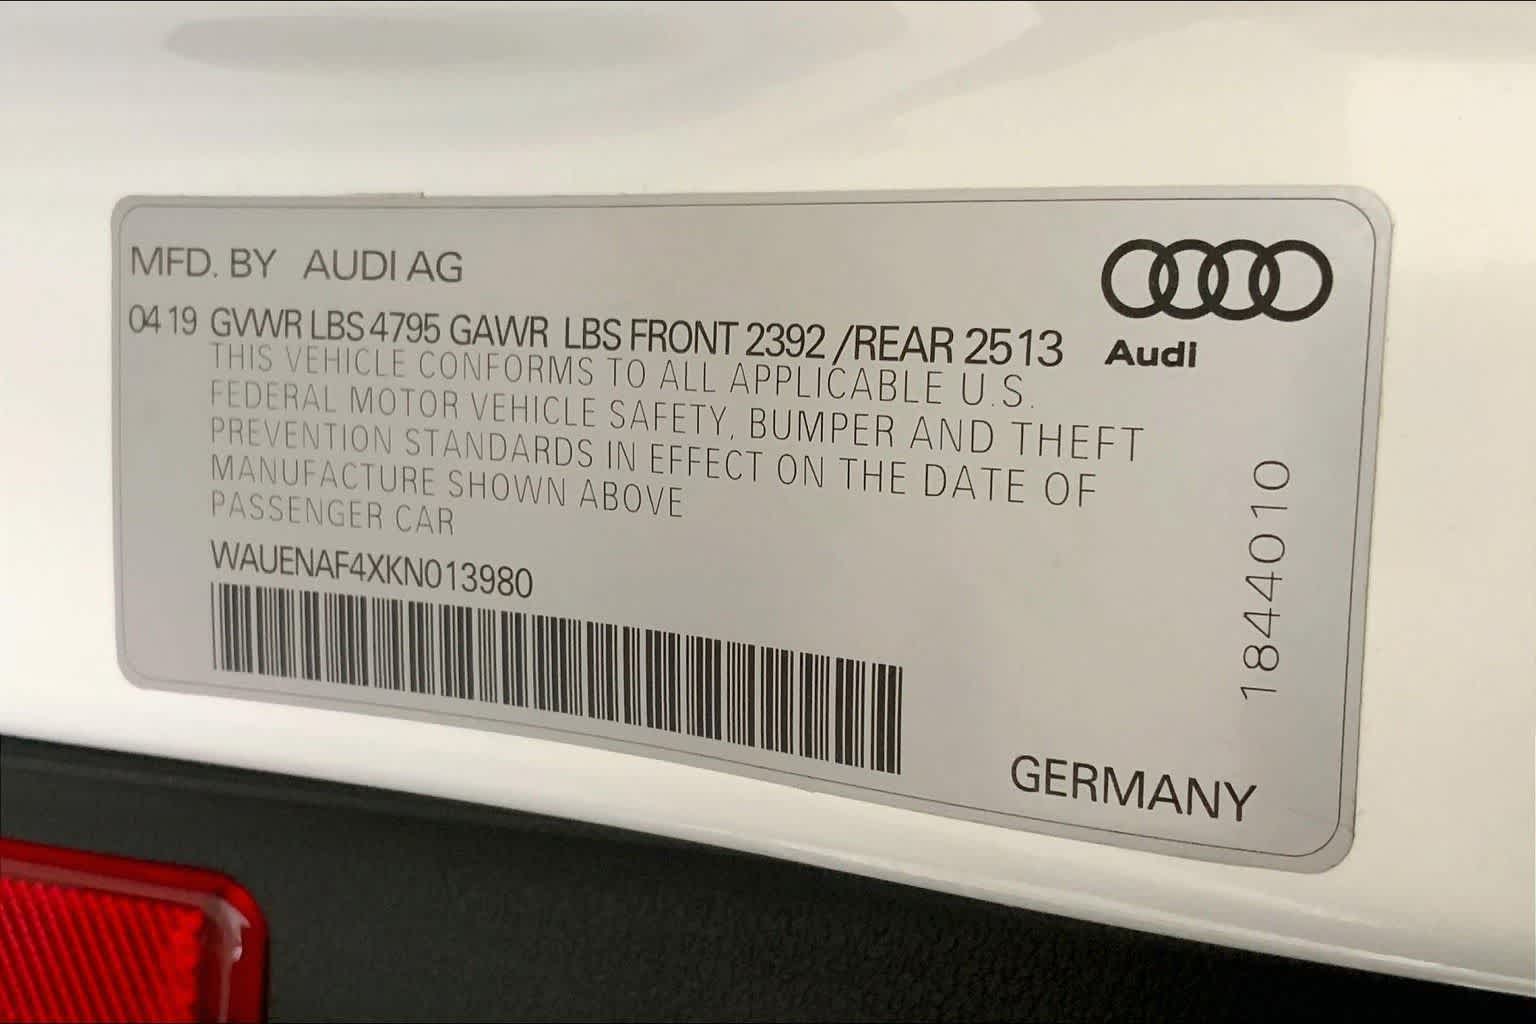 MFD. BY AUDI AG
0419 GVWR LBS 4795 GAWR LBS FRONT 2392 /REAR 2513
Audi
THIS VEHICLE CONFORMS TO ALL APPLICABLE U.S.
FEDERAL MOTOR VEHICLE SAFETY, BUMPER AND THEFT
PREVENTION STANDARDS IN EFFECT ON THE DATE OF
MANUFACTURE SHOWN ABOVE
PASSENGER CAR
WAUENAF4XKN013980
1844010
GERMANY